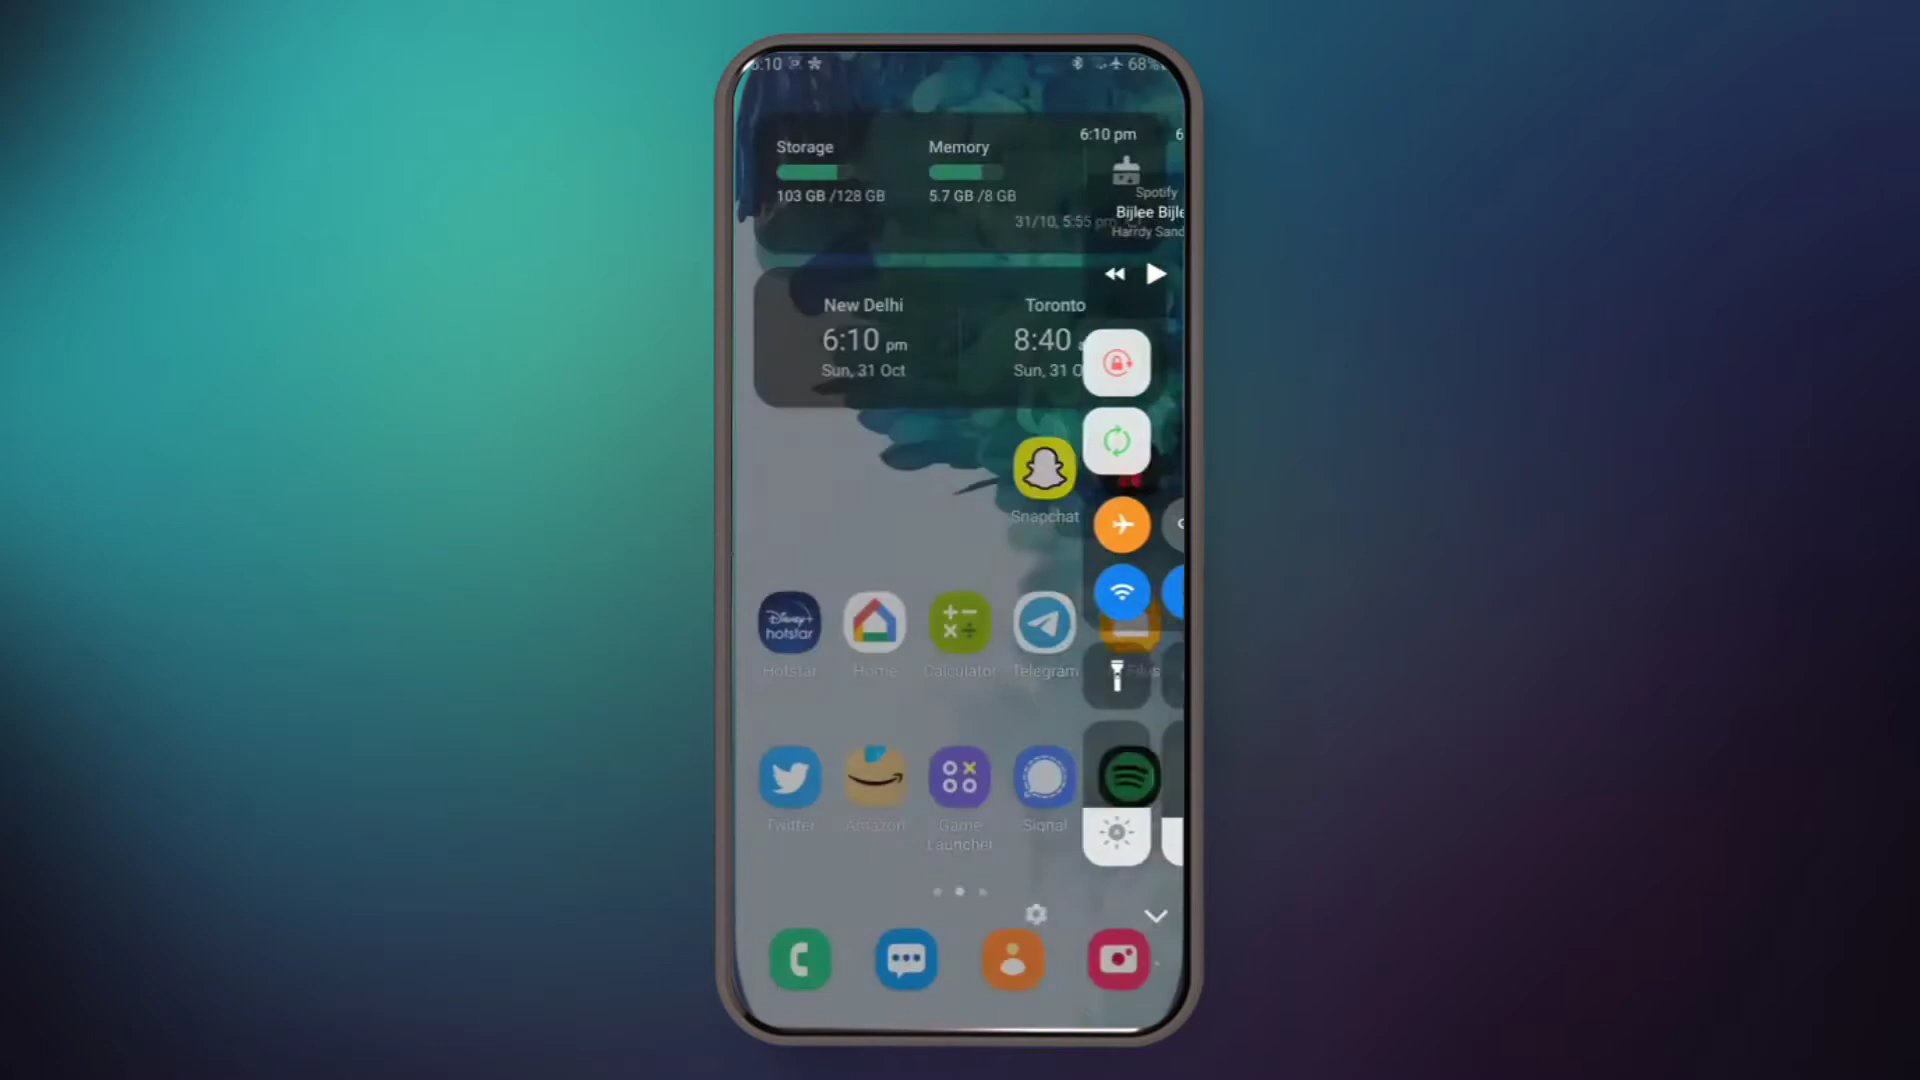 6:10
68%
6:10 pm
6
Storage
Memory
103 GB /128 GB
5.7 GB /8 GB
Spotify
Bijlee Bijle
Harrdy Sand
31/10, 5:55 pm
New Delhi
Toronto
6:10 pm
8:40
Sun, 31 Oct
Sun, 31 O
Snapchat
Disney+
hotstar
Hotstar
Home
Calculator
Telegram
Files
Twitter
Amazon
Game
Launcher
Signal